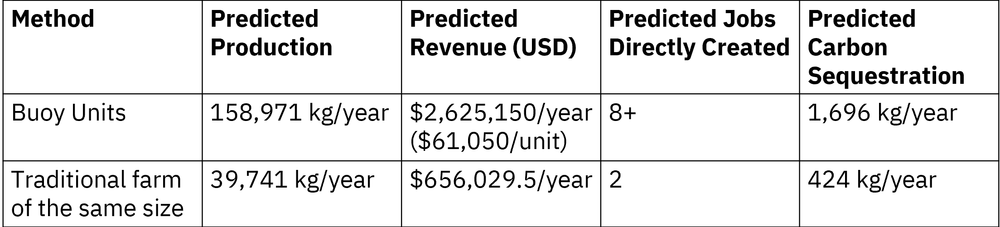 Method
Predicted
Production
Predicted
Revenue (USD)
Predicted Jobs
Directly Created
Predicted
Carbon
Sequestration
Buoy Units
158,971 kg/year
$2,625,150/year
($61,050/unit)
8+
1,696 kg/year
Traditional farm
of the same size
39,741 kg/year
$656,029.5/year
2
424 kg/year